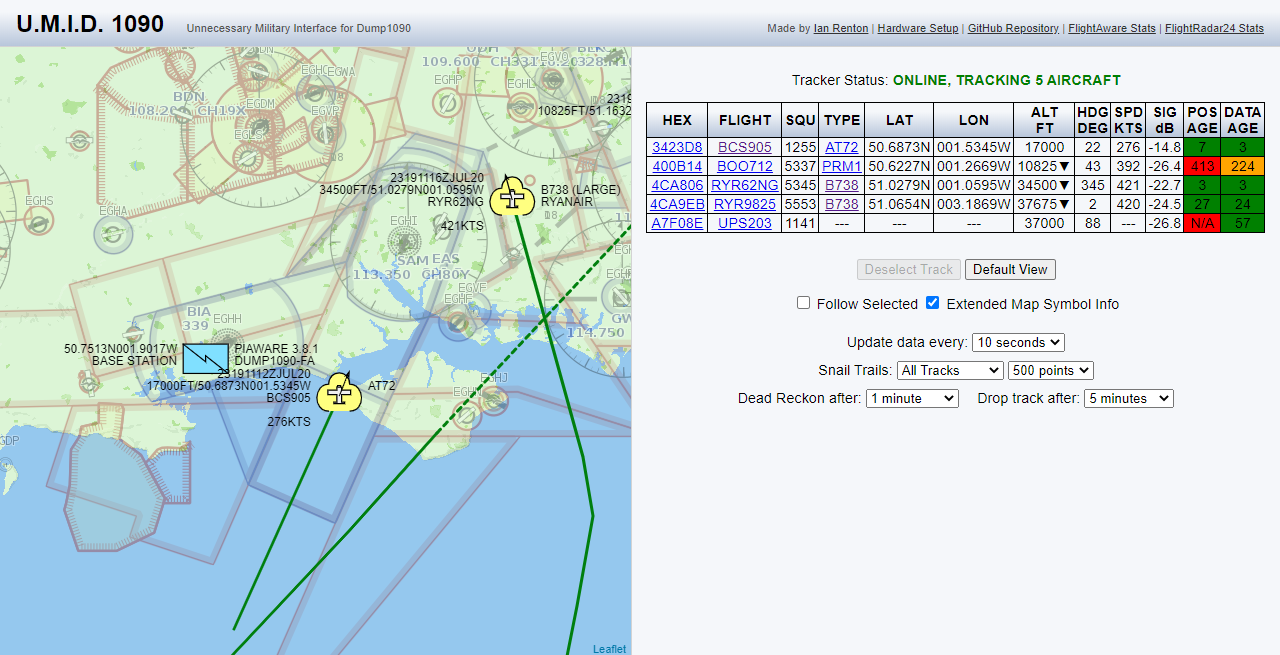 U.M.I.D. 1090
Unnecessary Military Interface for Dump1090
Made by Ian Renton | Hardware Setup | GitHub Repository | FlightAware Stats | FlightRadar24 Stats
Tracker Status: ONLINE, TRACKING 5 AIRCRAFT
HEX FLIGHT SQU TYPE LAT LON ALT FT HDG DEG SPD KTS SIG dB POS AGE DATA AGE
3423D8 BCS905 1255 AT72 50.6873N 001.5345W 17000 22 276 -14.8 7 3
400B14 BOO712 5337 PRM1 50.6227N 001.2669W 10825▼ 43 392 -26.4 413 224
4CA806 RYR62NG 5345 B738 51.0279N 001.0595W 34500▼ 345 421 -22.7 3 3
4CA9EB RYR9825 5553 B738 51.0654N 003.1869W 37675▼ 2 420 -24.5 27 24
A7F08E UPS203 1141 --- --- --- 37000 88 --- -26.8 N/A 57
Deselect Track Default View
Follow Selected Extended Map Symbol Info
Update data every: 10 seconds
Snail Trails: All Tracks 500 points
Dead Reckon after: 1 minute Drop track after: 5 minutes
109.600
EGHP
EGHL
EGVO
EGWA
BDN
108.20
CH19X
EGDM
EGVP
EGLS
2319
10825FT/51.1632
EGHS
EGHA
23191116ZJUL20
34500FT/51.0279N001.0595W
RYR62NG
421KTS
B738 (LARGE)
RYANAIR
EGHI
SAM EAS
113.350 CH80Y
EGVF
EGHF
114.750
BIA
339
EGHH
50.7513N001.9017W
BASE STATION
PIAWARE 3.8.1
DUMP1090-FA
23191112ZJUL20
17000FT/50.6873N001.5345W
BCS905
276KTS
AT72
EGHJ
EGHN
Leaflet